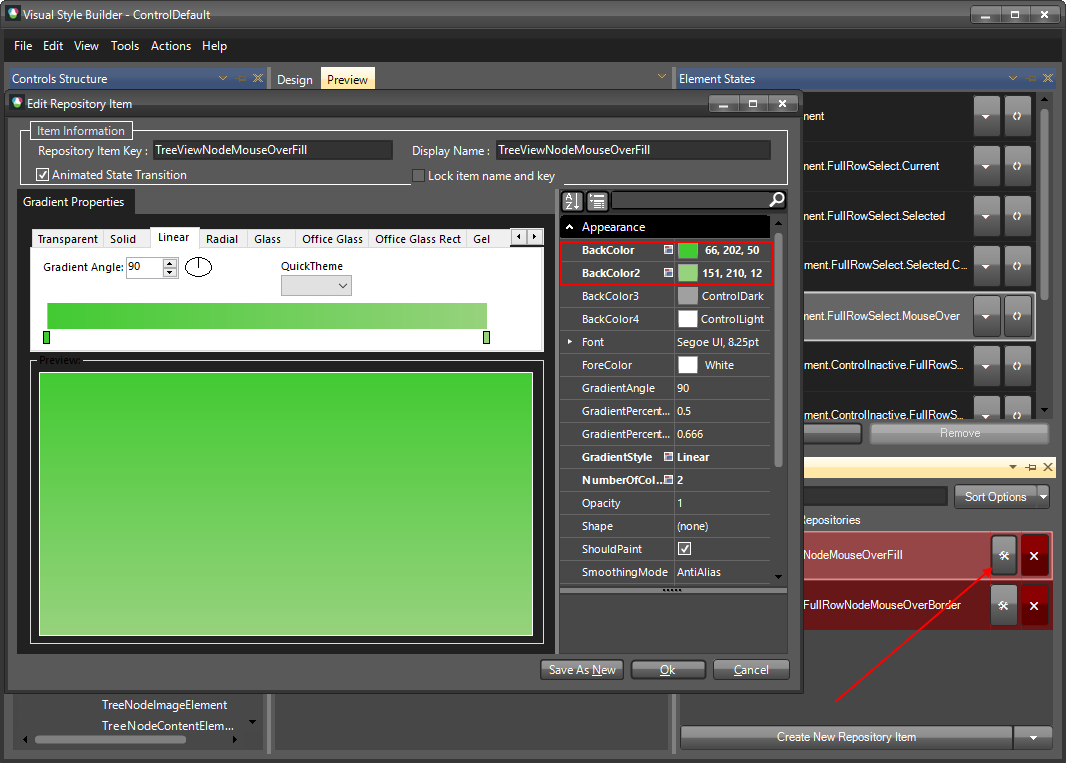 Visual Style Builder - ControlDefault
File Edit View Tools Actions Help
Controls Structure
Design Preview
Element States
Edit Repository Item
Item Information
Repository Item Key : TreeViewNodeMouseOverFill
Display Name : TreeViewNodeMouseOverFill
Animated State Transition
Lock item name and key
Gradient Properties
Transparent Solid Linear Radial Glass Office Glass Office Glass Rect Gel
Gradient Angle: 90
QuickTheme
Preview:
Appearance
BackColor 66, 202, 50
BackColor2 151, 210, 12
BackColor3 ControlDark
BackColor4 ControlLight
Font Segoe UI, 8.25pt
ForeColor White
GradientAngle 90
GradientPercent... 0.5
GradientPercent... 0.666
GradientStyle Linear
NumberOfCol... 2
Opacity 1
Shape (none)
ShouldPaint
SmoothingMode AntiAlias
Save As New Ok Cancel
ment
ment.FullRowSelect.Current
ment.FullRowSelect.Selected
ment.FullRowSelect.Selected.C...
ment.FullRowSelect.MouseOver
ment.ControlInactive.FullRowS...
ment.ControlInactive.FullRowS...
Remove
Sort Options
Repositories
NodeMouseOverFill
FullRowNodeMouseOverBorder
Create New Repository Item
TreeNodeImageElement
TreeNodeContentElem...